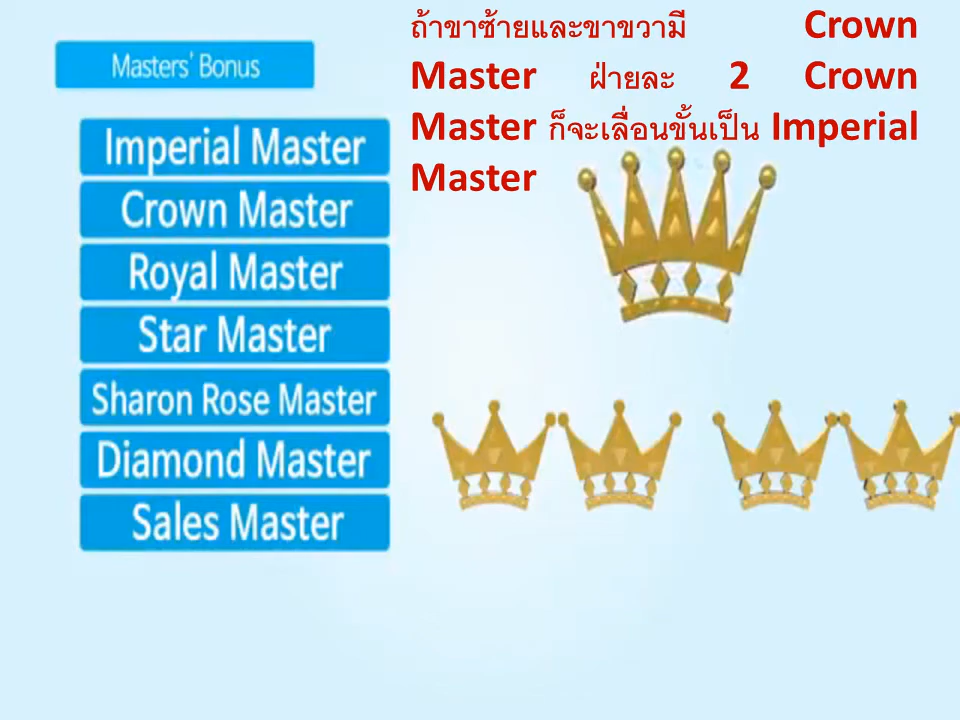 Masters' Bonus
Imperial Master
Crown Master
Royal Master
Star Master
Sharon Rose Master
Diamond Master
Sales Master
ถ้าขาซ้ายและขาขวามี Crown
Master ฝ่ายละ 2 Crown
Master ก็จะเลื่อนขั้นเป็น Imperial
Master